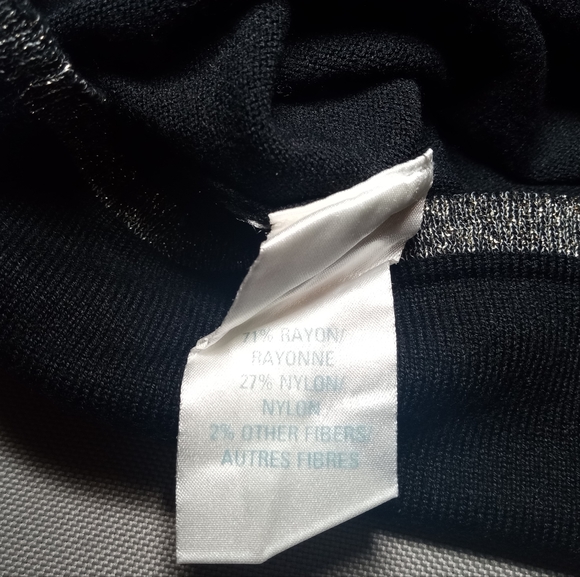 71% RAYON/
RAYONNE
27% NYLON/
NYLON
2% OTHER FIBERS/
AUTRES FIBRES